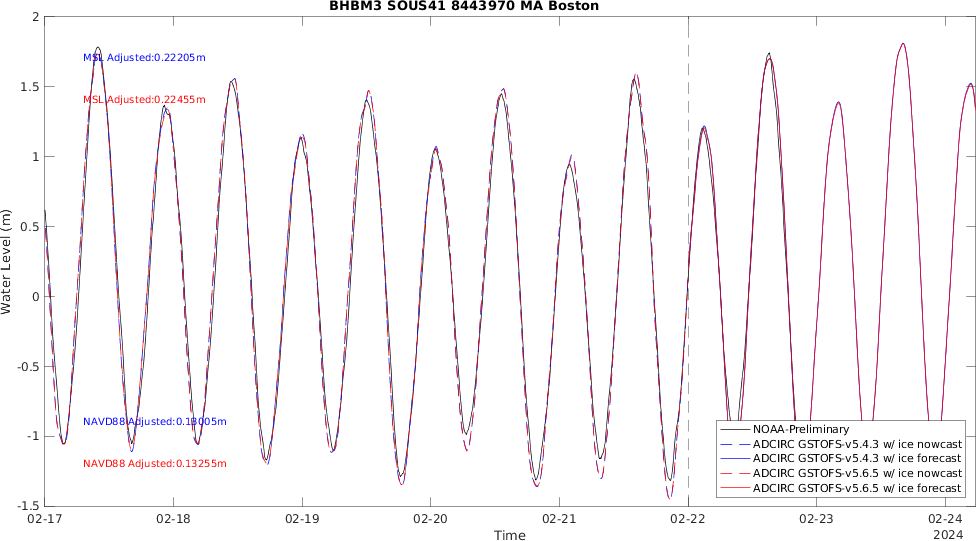 BHBM3 SOUS41 8443970 MA Boston
2
MSL Adjusted:0.22205m
1.5
MSL Adjusted:0.22455m
1
0.5
Water Level (m)
0
-0.5
NAVD88 Adjusted:0.13005m
-1
NAVD88 Adjusted:0.13255m
-1.5
NOAA-Preliminary
ADCIRC GSTOFS-v5.4.3 w/ ice nowcast
ADCIRC GSTOFS-v5.4.3 w/ ice forecast
ADCIRC GSTOFS-v5.6.5 w/ ice nowcast
ADCIRC GSTOFS-v5.6.5 w/ ice forecast
02-17 02-18 02-19 02-20 02-21 02-22 02-23 02-24
Time
2024